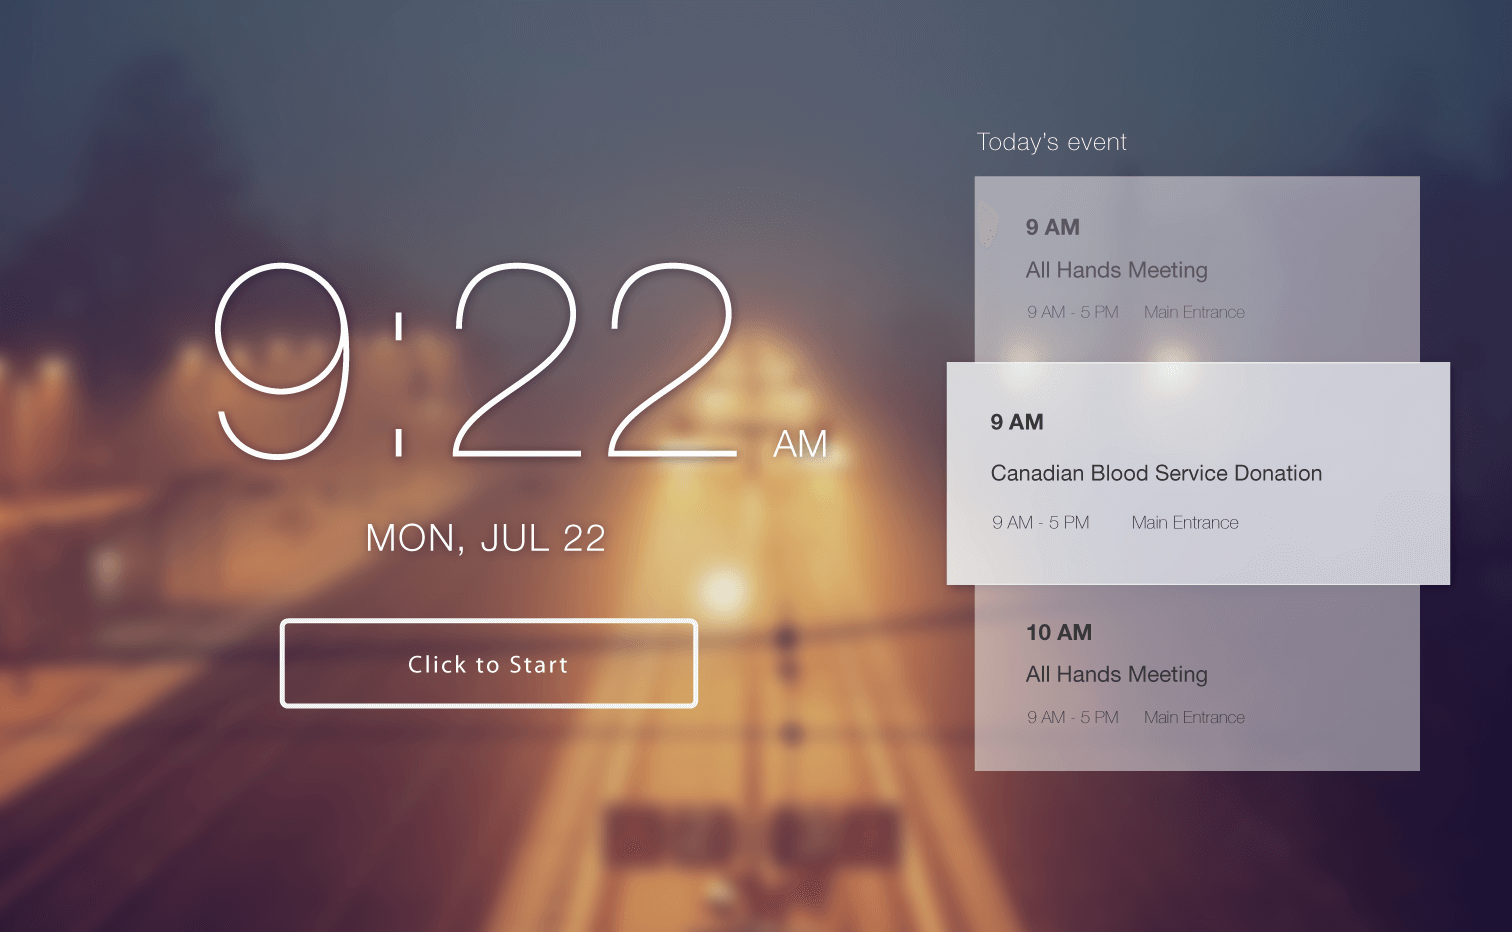 9:22 AM
MON, JUL 22
Click to Start
Today's event
9 AM
All Hands Meeting
9 AM - 5 PM Main Entrance
9 AM
Canadian Blood Service Donation
9 AM - 5 PM Main Entrance
10 AM
All Hands Meeting
9 AM - 5 PM Main Entrance